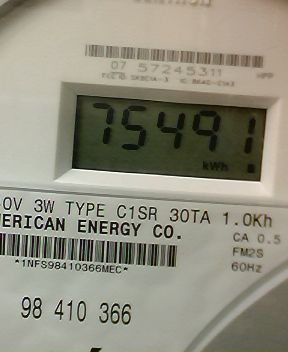 07 57245311
75491
kWh
0V 3W TYPE C1SR 30TA 1.0Kh
ERICAN ENERGY CO.
CA 0.5
FM2S
*1NFS98410366MEC*
60Hz
98 410 366